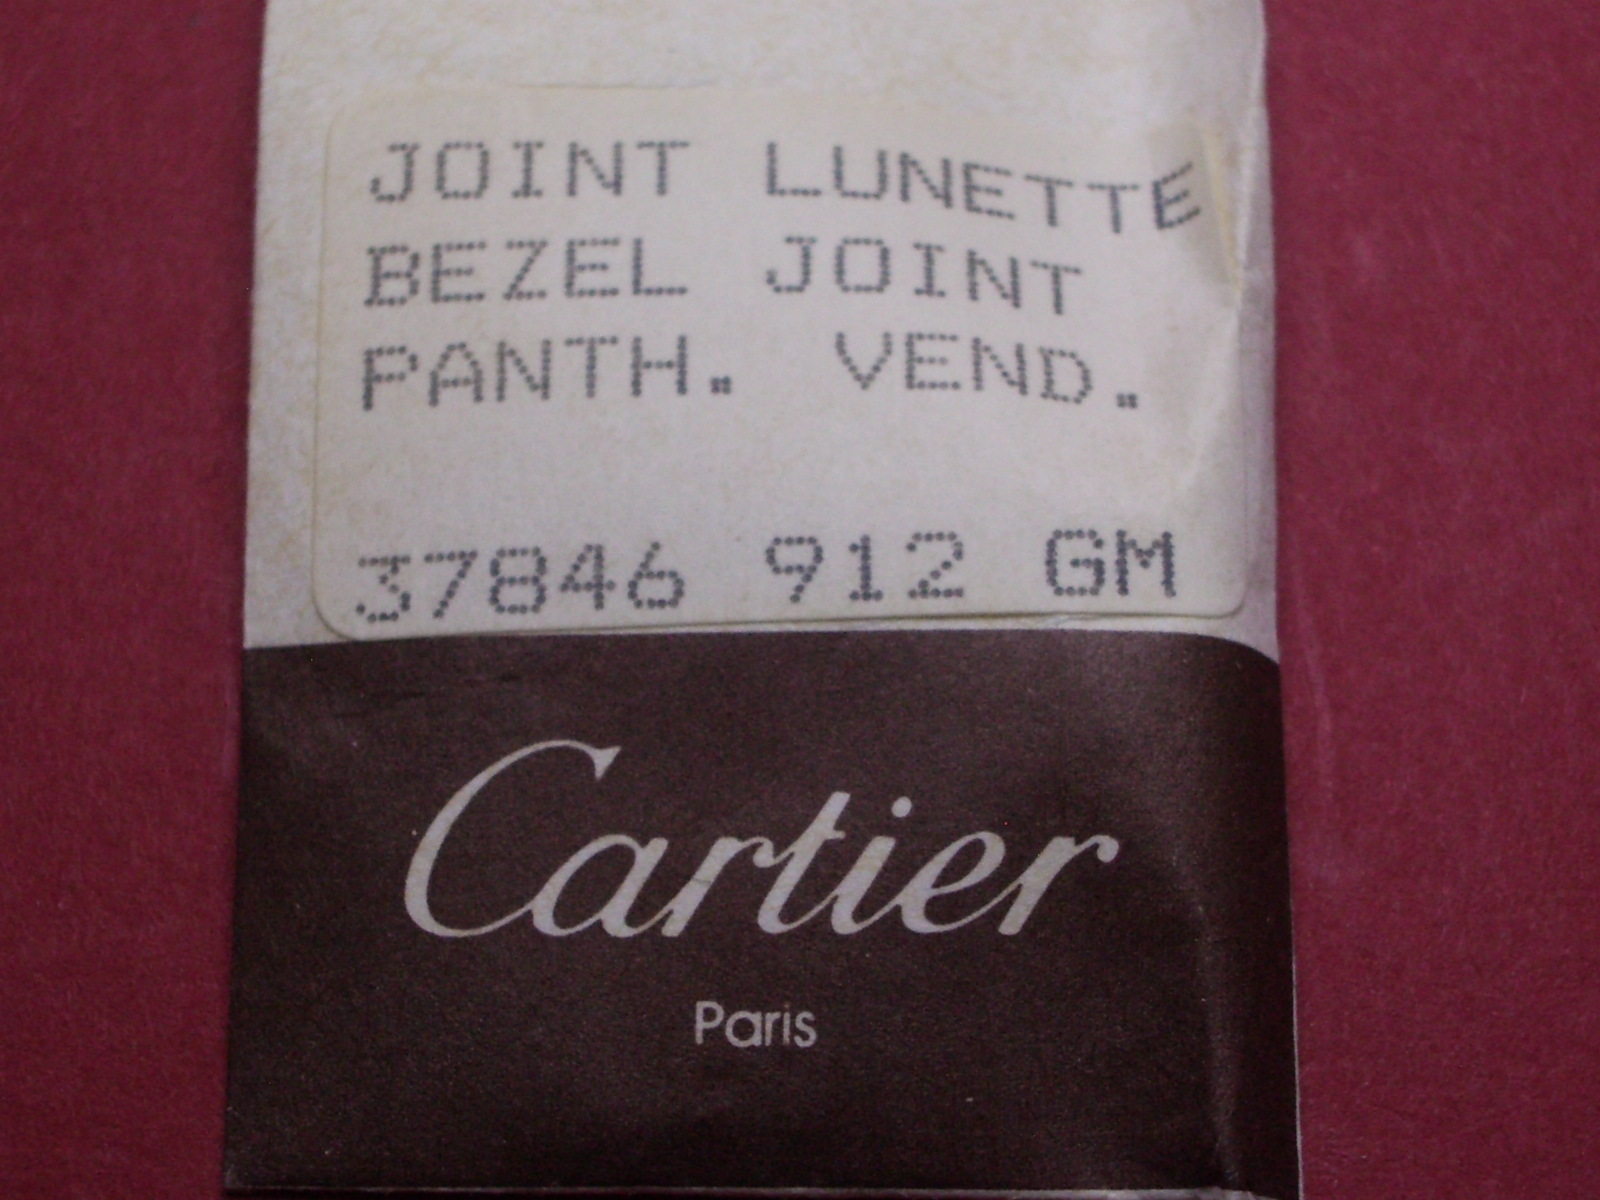 JOINT LUNETTE
BEZEL JOINT
PANTH. VEND.
37846 912 GM
Cartier
Paris